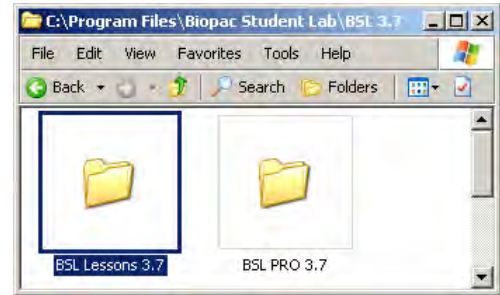 C:\Program Files\Biopac Student Lab\BSL 3.7
File Edit View Favorites Tools Help
Back Search Folders
BSL Lessons 3.7 BSL PRO 3.7